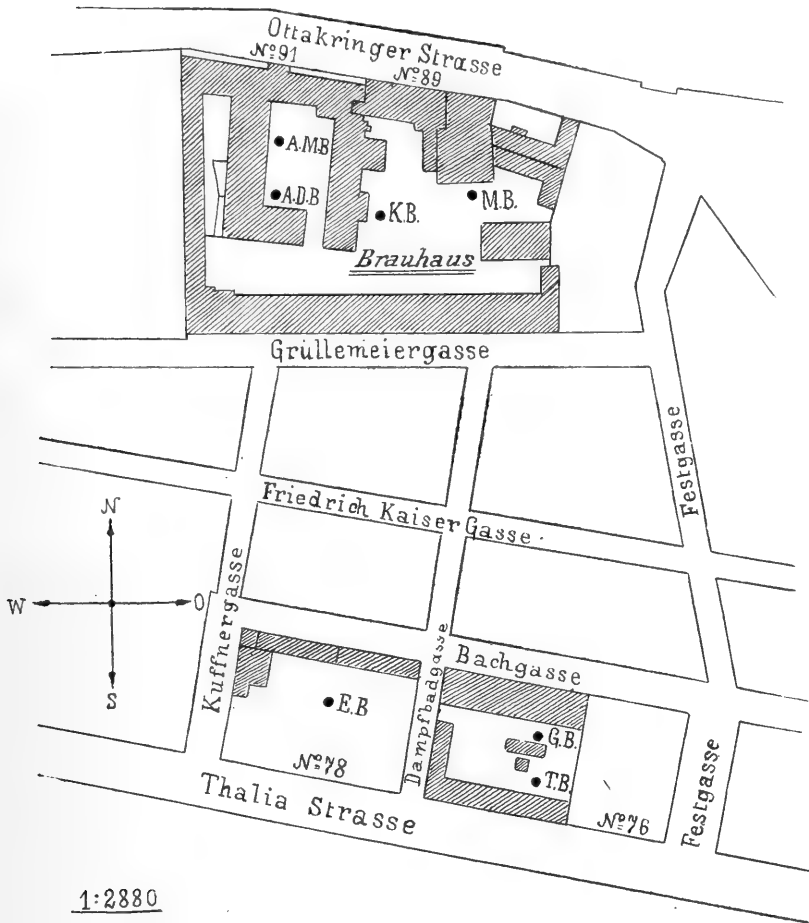 Ottakringer Strasse
No 91
No 89
A.M.B
A.D.B
K.B.
M.B.
Brauhaus
Grüllemeiergasse
Festgasse
Friedrich Kaiser Gasse
N
W
O
S
Kuffnergasse
Dampfbadgasse
Bachgasse
E.B
G.B.
T.B.
No 78
No 76
Thalia Strasse
Festgasse
1:2880